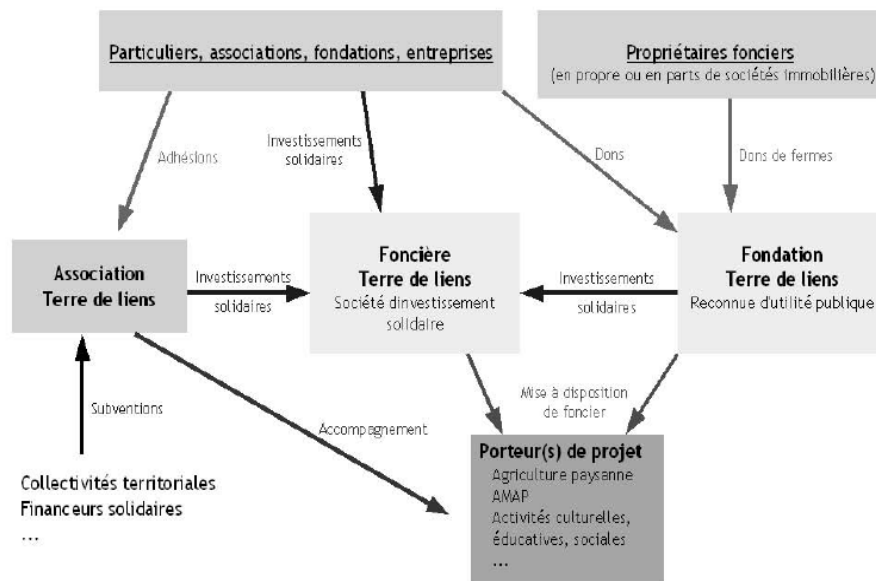 Particuliers, associations, fondations, entreprises
Propriétaires fonciers
(en propre ou en parts de sociétés immobilières)
Adhésions
Investissements
solidaires
Dons
Dons de fermes
Association
Terre de liens
Investissements
solidaires
Foncière
Terre de liens
Société dinvestissement
solidaire
Investissements
solidaires
Fondation
Terre de liens
Reconnue d'utilité publique
Subventions
Accompagnement
Mise à disposition
de foncier
Collectivités territoriales
Financeurs solidaires
...
Porteur(s) de projet
Agriculture paysanne
AMAP
Activités culturelles,
éducatives, sociales
...